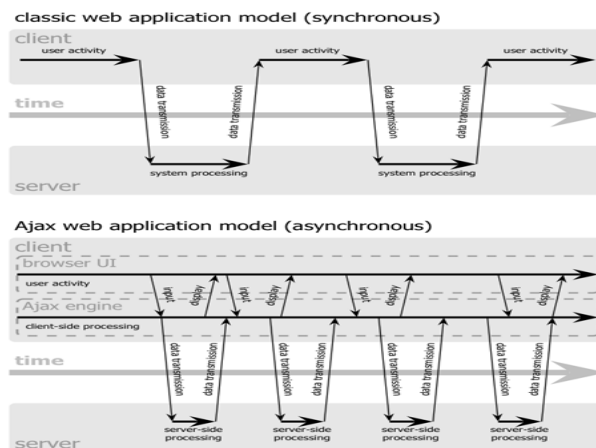 classic web application model (synchronous)
client
user activity
user activity
user activity
data transmission
data transmission
data transmission
data transmission
time
system processing
system processing
server
Ajax web application model (asynchronous)
client
browser UI
user activity
input
display
input
display
input
display
input
display
Ajax engine
client-side processing
data transmission
data transmission
data transmission
data transmission
data transmission
data transmission
data transmission
data transmission
time
server-side
processing
server-side
processing
server-side
processing
server-side
processing
server